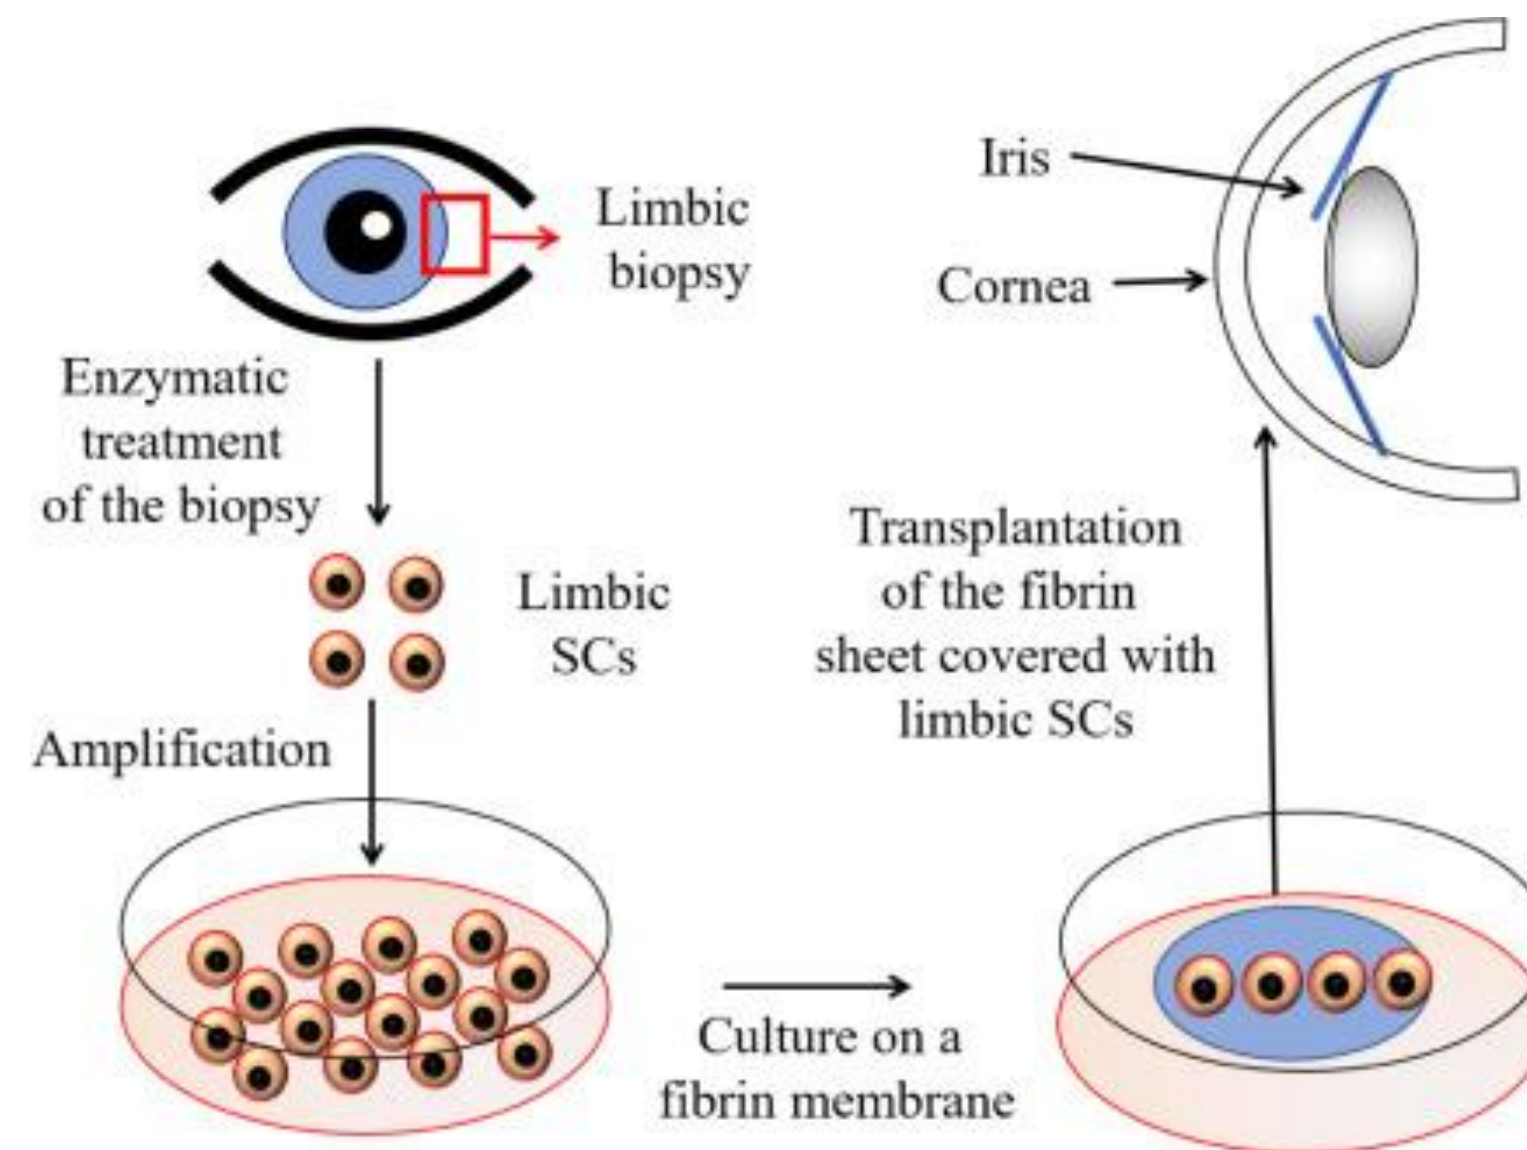 Limbic
biopsy
Enzymatic
treatment
of the biopsy
Limbic
SCs
Amplification
Culture on a
fibrin membrane
Transplantation
of the fibrin
sheet covered with
limbic SCs
Iris
Cornea